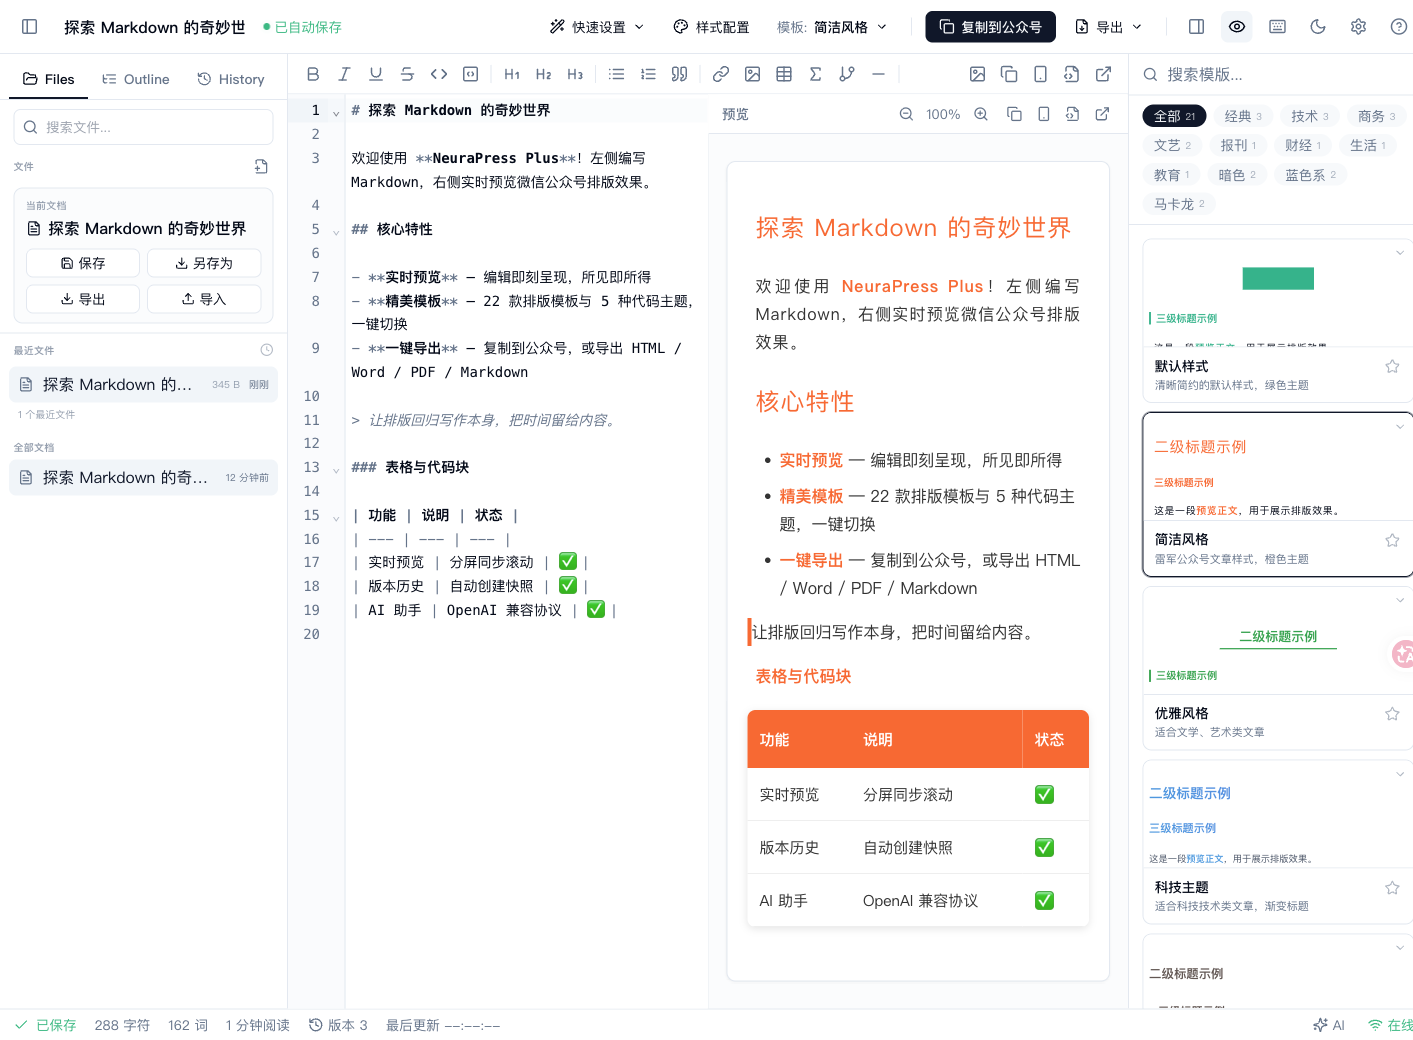 探索 Markdown 的奇妙世
已自动保存
快速设置
样式配置
模板: 简洁风格
复制到公众号
导出
Files
Outline
History
搜索文件...
文件
当前文档
探索 Markdown 的奇妙世界
保存
另存为
导出
导入
最近文件
探索 Markdown 的... 345 B 刚刚
1 个最近文件
全部文档
探索 Markdown 的奇... 12 分钟前
B I U S <> H1 H2 H3
1 # 探索 Markdown 的奇妙世界
2
3 欢迎使用 **NeuraPress Plus**！左侧编写
Markdown，右侧实时预览微信公众号排版效果。
4
5 ## 核心特性
6
7 - **实时预览** — 编辑即刻呈现，所见即所得
8 - **精美模板** — 22 款排版模板与 5 种代码主题，
一键切换
9 - **一键导出** — 复制到公众号，或导出 HTML /
Word / PDF / Markdown
10
11 > 让排版回归写作本身，把时间留给内容。
12
13 ### 表格与代码块
14
15 | 功能 | 说明 | 状态 |
16 | --- | --- | --- |
17 | 实时预览 | 分屏同步滚动 | ✅ |
18 | 版本历史 | 自动创建快照 | ✅ |
19 | AI 助手 | OpenAI 兼容协议 | ✅ |
20
预览
100%
探索 Markdown 的奇妙世界
欢迎使用 NeuraPress Plus！左侧编写
Markdown，右侧实时预览微信公众号排版
效果。
核心特性
• 实时预览 — 编辑即刻呈现，所见即所得
• 精美模板 — 22 款排版模板与 5 种代码主
题，一键切换
• 一键导出 — 复制到公众号，或导出 HTML
/ Word / PDF / Markdown
让排版回归写作本身，把时间留给内容。
表格与代码块
功能 说明 状态
实时预览 分屏同步滚动 ✅
版本历史 自动创建快照 ✅
AI 助手 OpenAI 兼容协议 ✅
搜索模版...
全部 21 经典 3 技术 3 商务 3
文艺 2 报刊 1 财经 1 生活 1
教育 1 暗色 2 蓝色系 2
马卡龙 2
三级标题示例
这是一段预览正文，用于展示排版效果。
默认样式
清晰简约的默认样式，绿色主题
二级标题示例
三级标题示例
这是一段预览正文，用于展示排版效果。
简洁风格
雷军公众号文章样式，橙色主题
二级标题示例
三级标题示例
优雅风格
适合文学、艺术类文章
二级标题示例
三级标题示例
这是一段预览正文，用于展示排版效果。
科技主题
适合科技技术类文章，渐变标题
二级标题示例
已保存
288 字符
162 词
1 分钟阅读
版本 3
最后更新 --:--:--
AI
在线